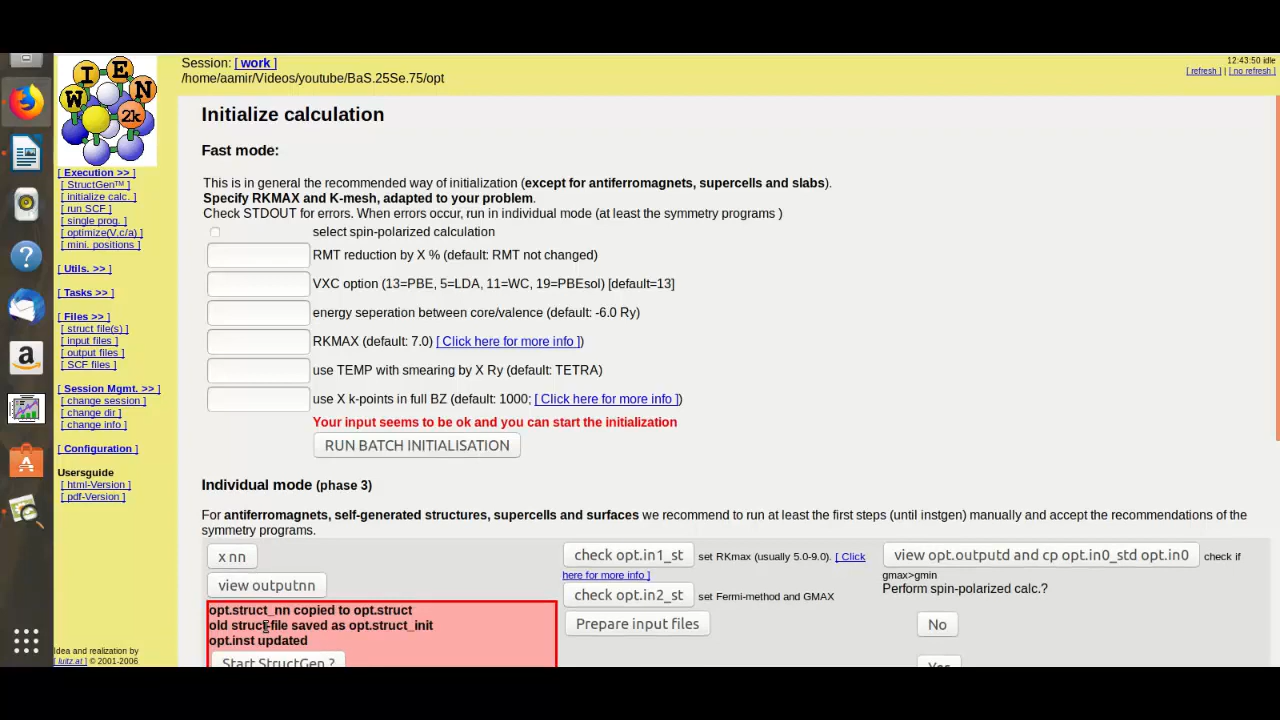 Session: [ work ]
/home/aamir/Videos/youtube/BaS.25Se.75/opt
12:43:50 idle
[ refresh ] [ no refresh ]
W I E N 2k
[ Execution >> ]
[ StructGen™ ]
[ initialize calc. ]
[ run SCF ]
[ single prog. ]
[ optimize(V,c/a) ]
[ mini. positions ]
[ Utils. >> ]
[ Tasks >> ]
[ Files >> ]
[ struct file(s) ]
[ input files ]
[ output files ]
[ SCF files ]
[ Session Mgmt. >> ]
[ change session ]
[ change dir ]
[ change info ]
[ Configuration ]
Usersguide
[ html-Version ]
[ pdf-Version ]
Idea and realization by
[ luitz.at ] © 2001-2006
Initialize calculation
Fast mode:
This is in general the recommended way of initialization (except for antiferromagnets, supercells and slabs).
Specify RKMAX and K-mesh, adapted to your problem.
Check STDOUT for errors. When errors occur, run in individual mode (at least the symmetry programs )
select spin-polarized calculation
RMT reduction by X % (default: RMT not changed)
VXC option (13=PBE, 5=LDA, 11=WC, 19=PBEsol) [default=13]
energy seperation between core/valence (default: -6.0 Ry)
RKMAX (default: 7.0) [ Click here for more info ])
use TEMP with smearing by X Ry (default: TETRA)
use X k-points in full BZ (default: 1000; [ Click here for more info ])
Your input seems to be ok and you can start the initialization
RUN BATCH INITIALISATION
Individual mode (phase 3)
For antiferromagnets, self-generated structures, supercells and surfaces we recommend to run at least the first steps (until instgen) manually and accept the recommendations of the
symmetry programs.
x nn
view outputnn
opt.struct_nn copied to opt.struct
old struct file saved as opt.struct_init
opt.inst updated
Start StructGen ?
check opt.in1_st set RKmax (usually 5.0-9.0). [ Click
here for more info ]
check opt.in2_st set Fermi-method and GMAX
Prepare input files
view opt.outputd and cp opt.in0_std opt.in0 check if
gmax>gmin
Perform spin-polarized calc.?
No
Yes